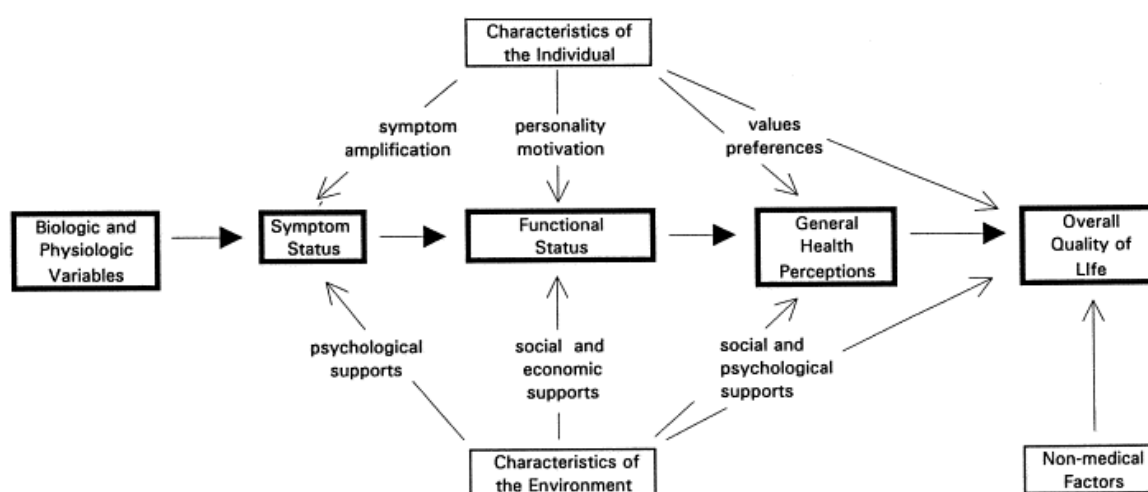 Characteristics of
the Individual
symptom
amplification
personality
motivation
values
preferences
Biologic and
Physiologic
Variables
Symptom
Status
Functional
Status
General
Health
Perceptions
Overall
Quality of
LIfe
psychological
supports
social and
economic
supports
social and
psychological
supports
Characteristics of
the Environment
Non-medical
Factors